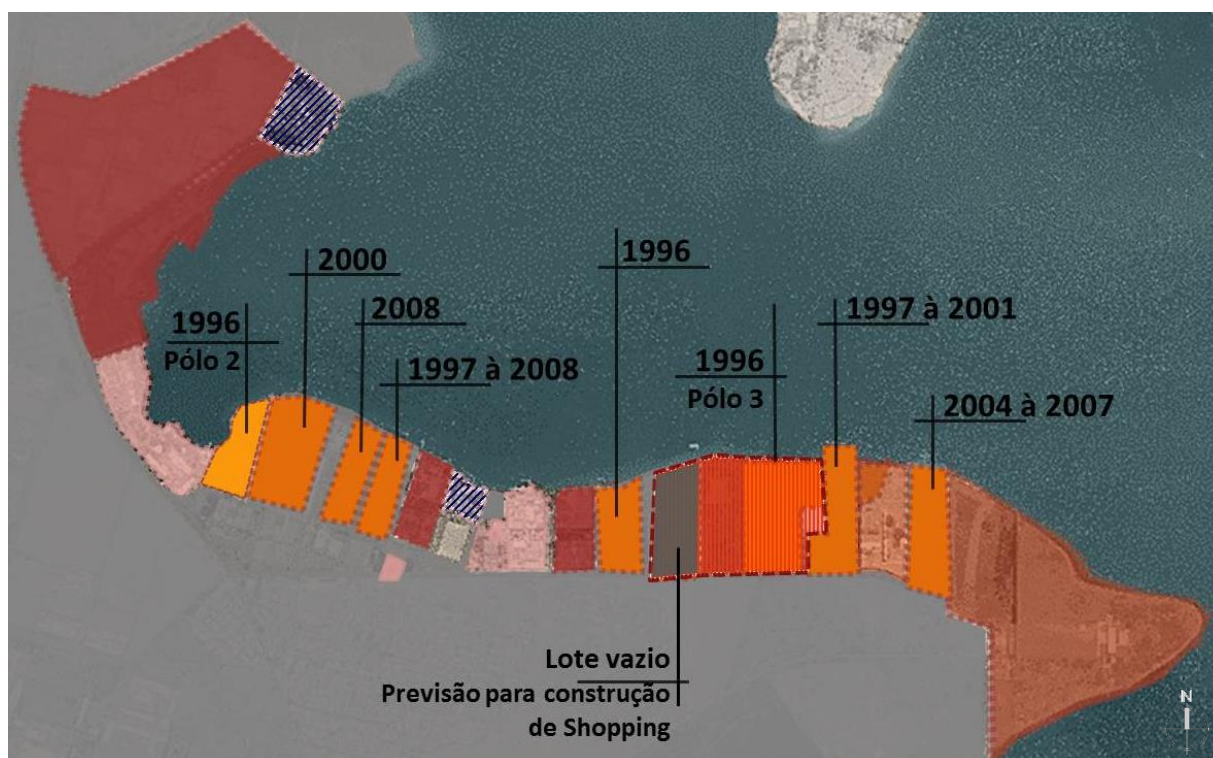 2000
1996
2008
1996
Pólo 2
1997 à 2008
1996
Pólo 3
1997 à 2001
2004 à 2007
Lote vazio
Previsão para construção
de Shopping
N